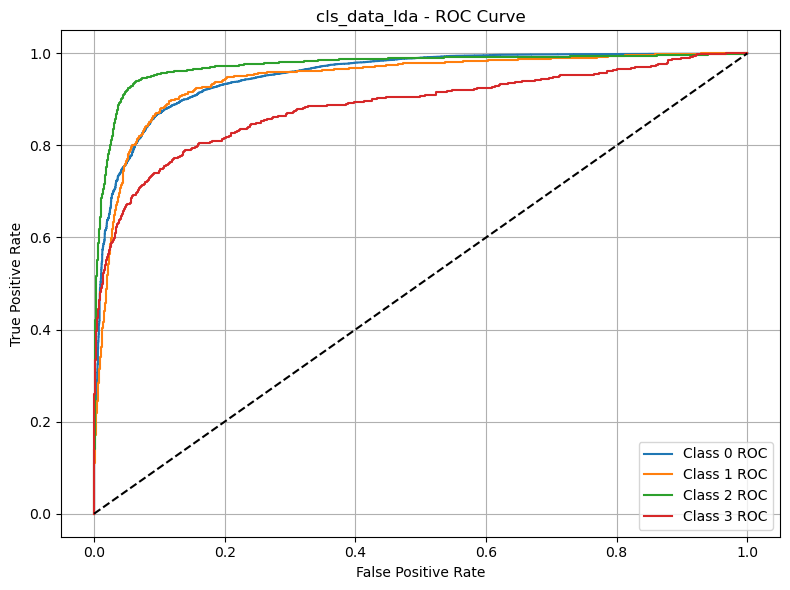 cls_data_lda - ROC Curve
True Positive Rate
1.0
0.8
0.6
0.4
0.2
0.0
0.0 0.2 0.4 0.6 0.8 1.0
False Positive Rate
Class 0 ROC
Class 1 ROC
Class 2 ROC
Class 3 ROC